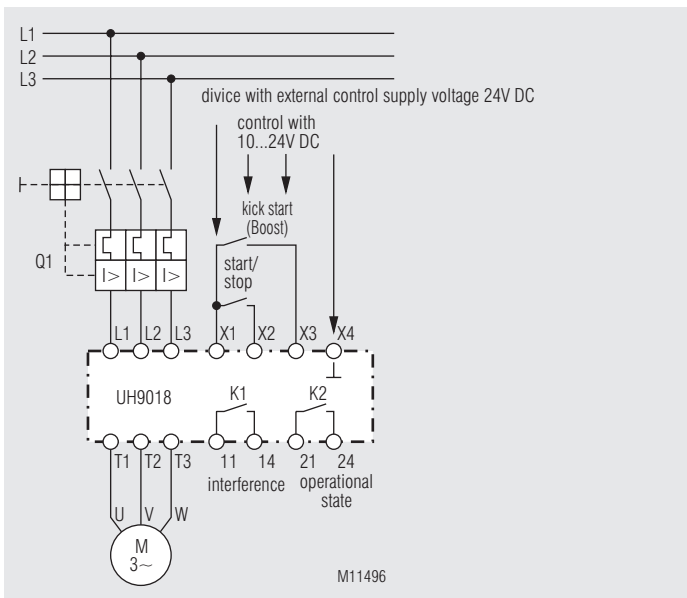 L1
L2
L3
divice with external control supply voltage 24V DC
control with
10...24V DC
kick start
(Boost)
start/
stop
Q1
I> I> I>
L1 L2 L3 X1 X2 X3 X4
UH9018 K1 K2
T1 T2 T3 11 14 21 24
interference operational
state
U V W
M
3~
M11496